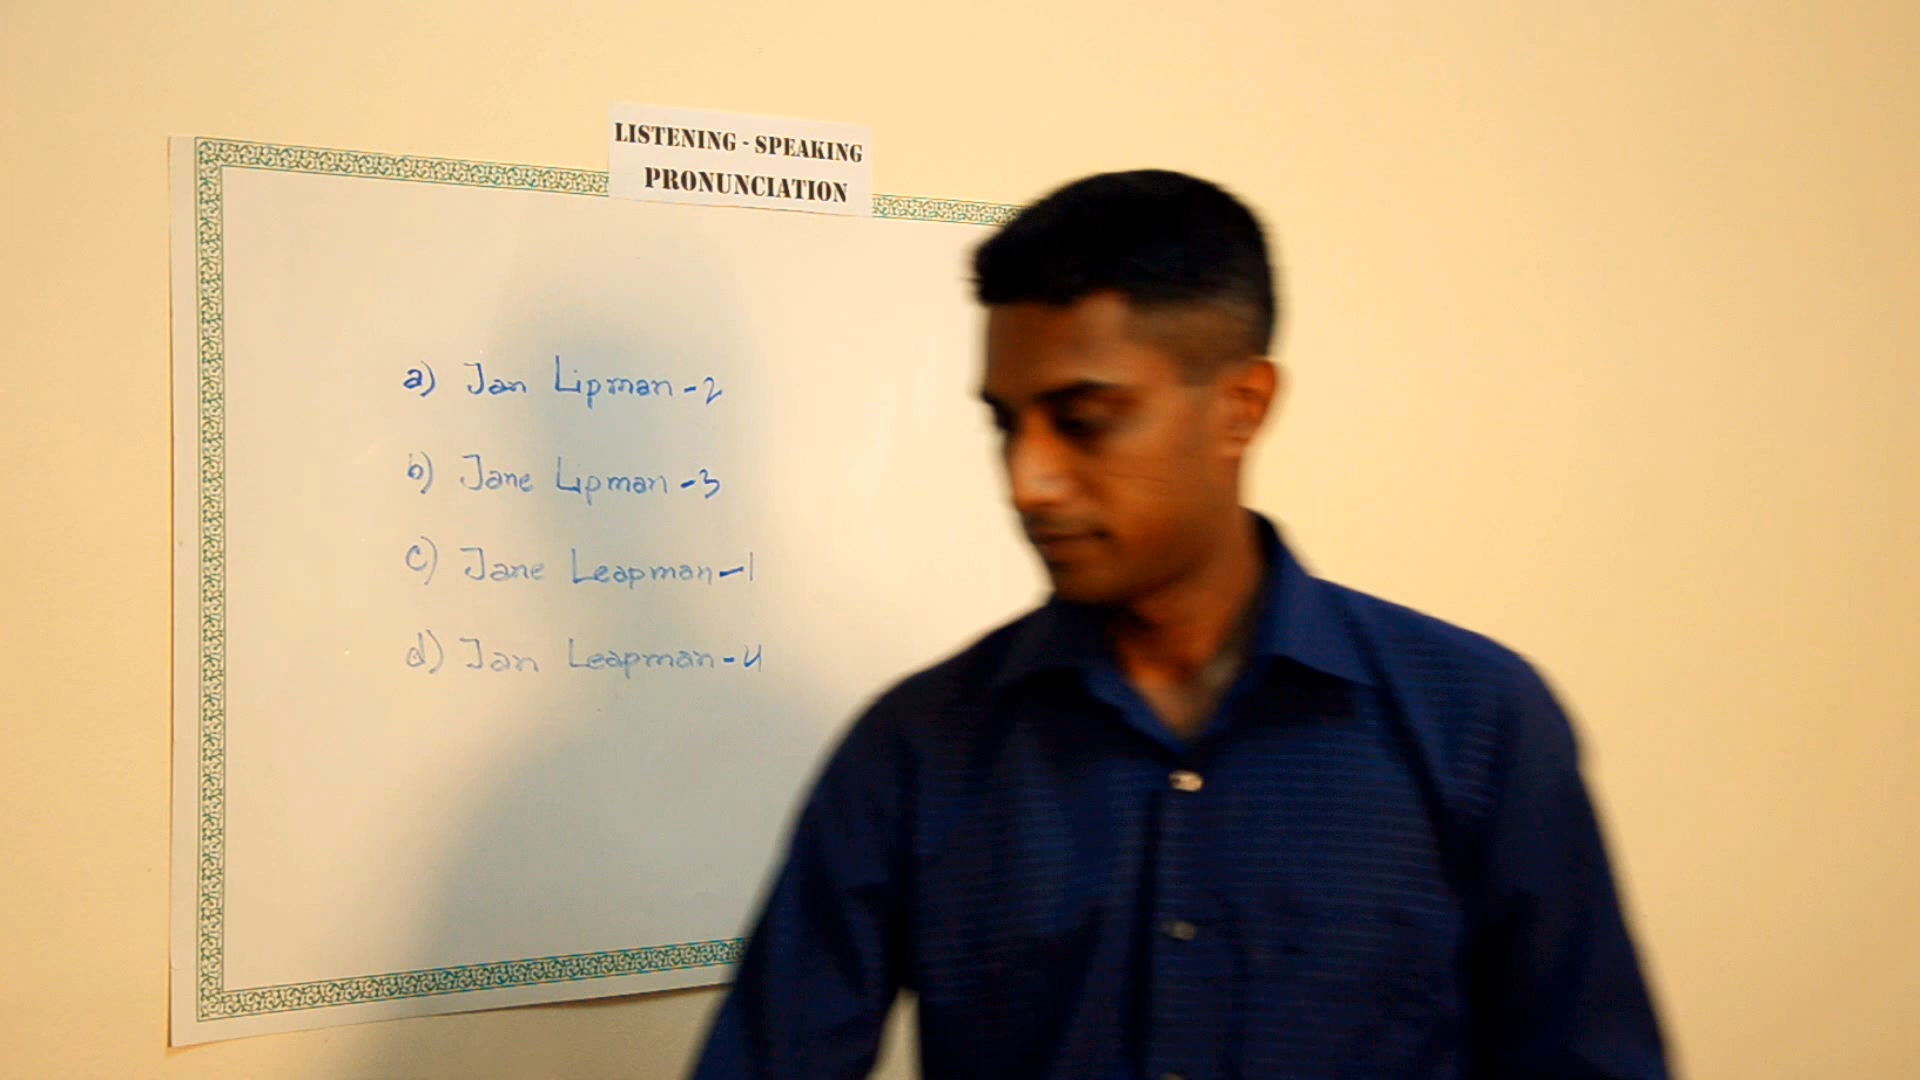 LISTENING - SPEAKING
PRONUNCIATION
a) Jan Lipman - 2
b) Jane Lipman - 3
c) Jane Leapman - 1
d) Jan Leapman - 4